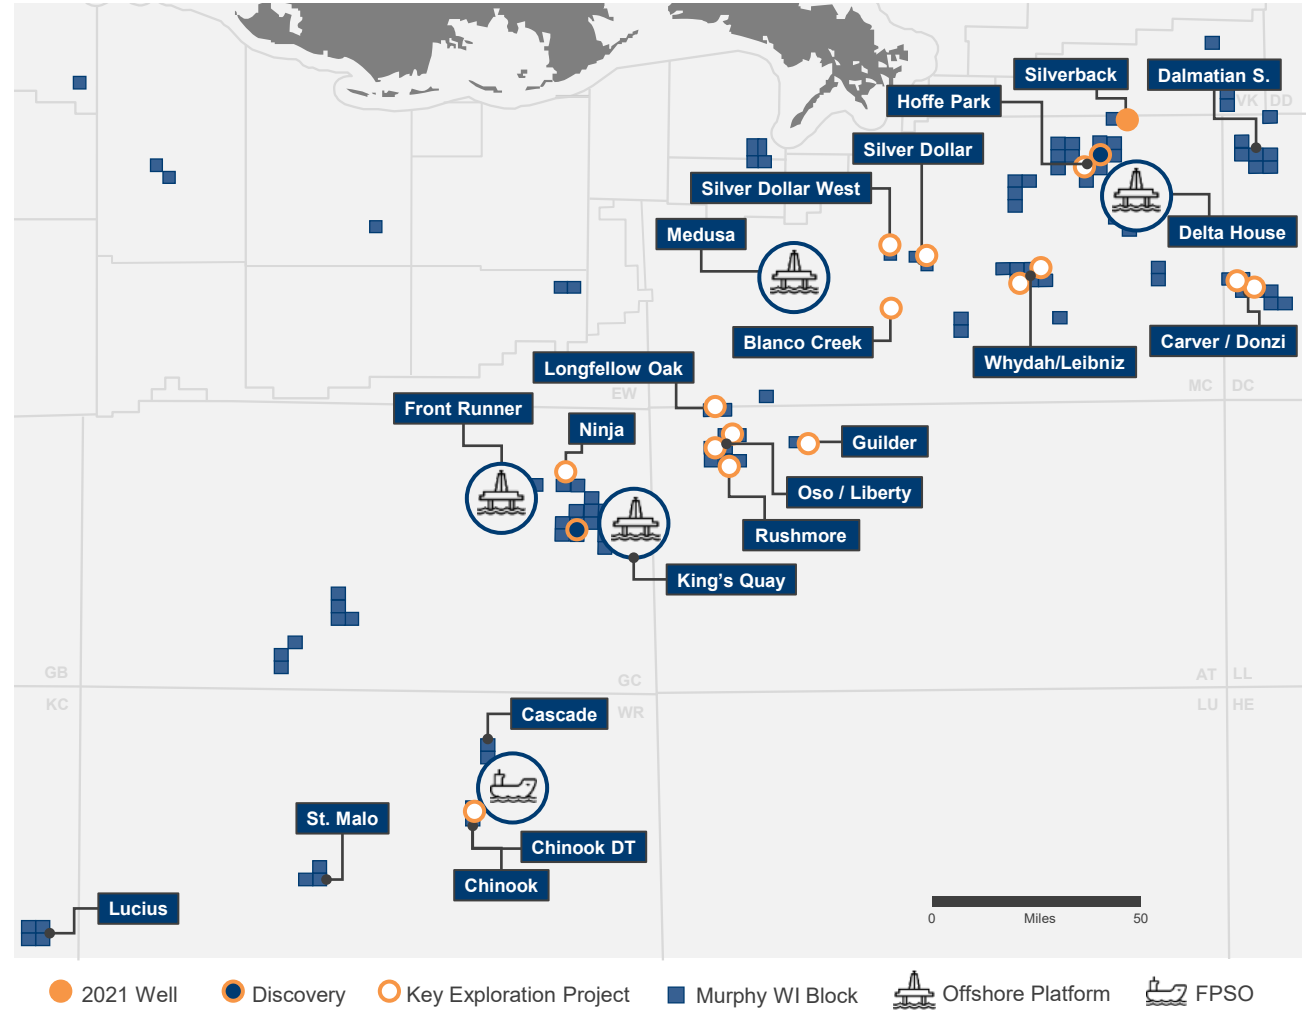 Silverback
Dalmatian S.
Hoffe Park
VK
DD
Silver Dollar
Silver Dollar West
Medusa
Delta House
Blanco Creek
Carver / Donzi
Whydah/Leibniz
Longfellow Oak
EW
MC
DC
Front Runner
Ninja
Guilder
Oso / Liberty
Rushmore
King's Quay
GB
GC
AT
LL
KC
WR
LU
HE
Cascade
St. Malo
Chinook DT
Chinook
Lucius
0
Miles
50
2021 Well
Discovery
Key Exploration Project
Murphy WI Block
Offshore Platform
FPSO